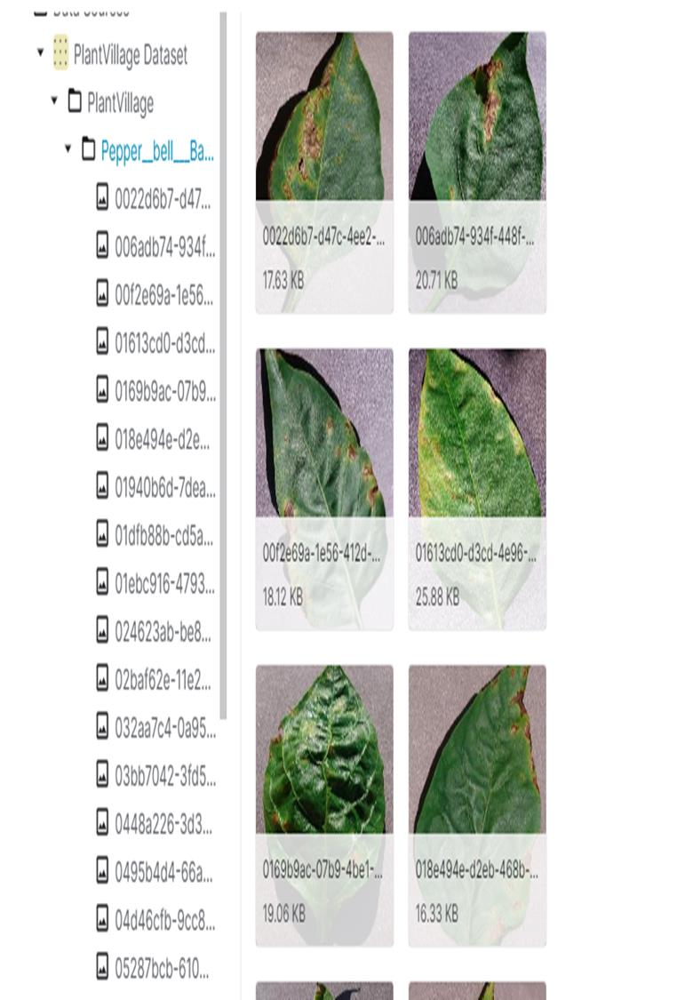 Data Sources
PlantVillage Dataset
PlantVillage
Pepper__bell___Ba...
0022d6b7-d47...
006adb74-934f...
00f2e69a-1e56...
01613cd0-d3cd...
0169b9ac-07b9...
018e494e-d2e...
01940b6d-7dea...
01dfb88b-cd5a...
01ebc916-4793...
024623ab-be8...
02baf62e-11e2...
032aa7c4-0a95...
03bb7042-3fd5...
0448a226-3d3...
0495b4d4-66a...
04d46cfb-9cc8...
05287bcb-610...
0022d6b7-d47c-4ee2-...
17.63 KB
006adb74-934f-448f-...
20.71 KB
00f2e69a-1e56-412d-...
18.12 KB
01613cd0-d3cd-4e96-...
25.88 KB
0169b9ac-07b9-4be1-...
19.06 KB
018e494e-d2eb-468b-...
16.33 KB